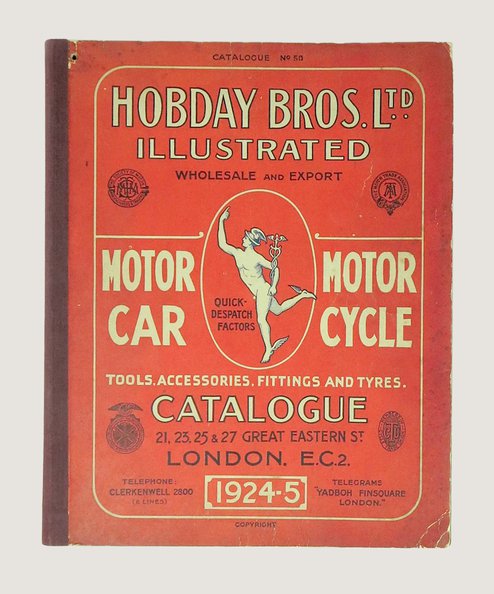 CATALOGUE Nº 50
HOBDAY BROS. LTD
ILLUSTRATED
WHOLESALE AND EXPORT
MOTOR
CAR
QUICK-
DESPATCH
FACTORS
MOTOR
CYCLE
TOOLS, ACCESSORIES, FITTINGS AND TYRES.
CATALOGUE
21, 23, 25 & 27 GREAT EASTERN ST
LONDON. E.C.2.
TELEPHONE:
CLERKENWELL 2800
(6 LINES)
1924-5
TELEGRAMS
"YADBOH FINSQUARE
LONDON."
COPYRIGHT